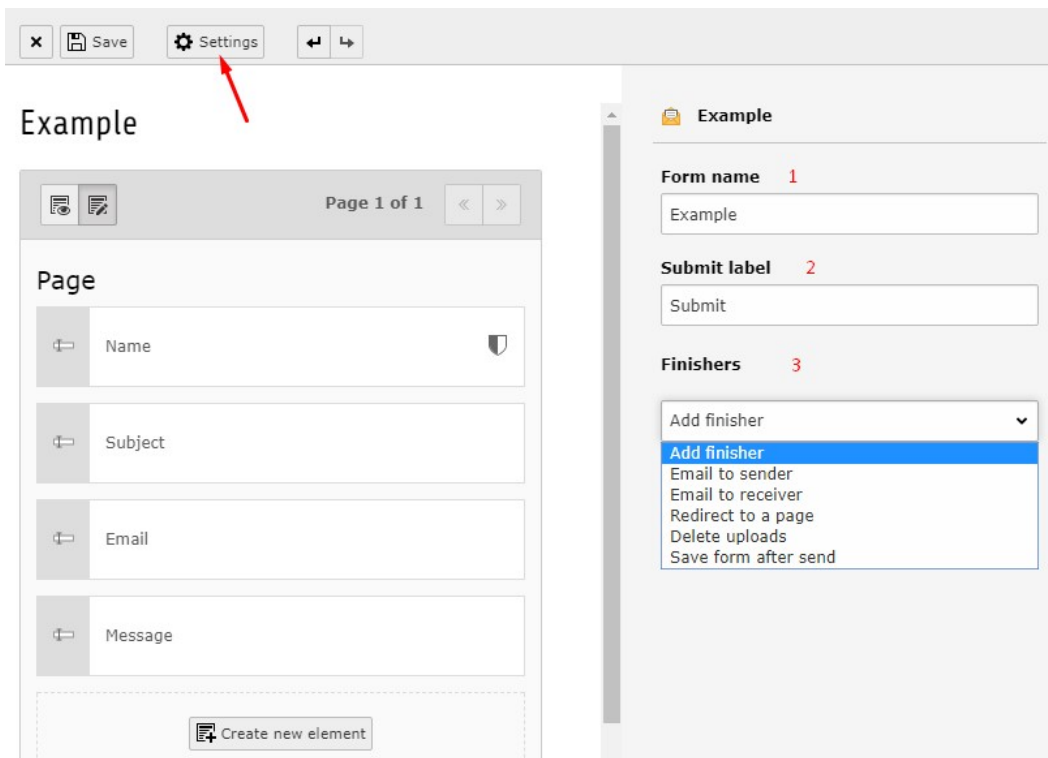 Save
Settings
Example
Page 1 of 1
Page
Name
Subject
Email
Message
Create new element
Example
Form name 1
Example
Submit label 2
Submit
Finishers 3
Add finisher
Add finisher
Email to sender
Email to receiver
Redirect to a page
Delete uploads
Save form after send